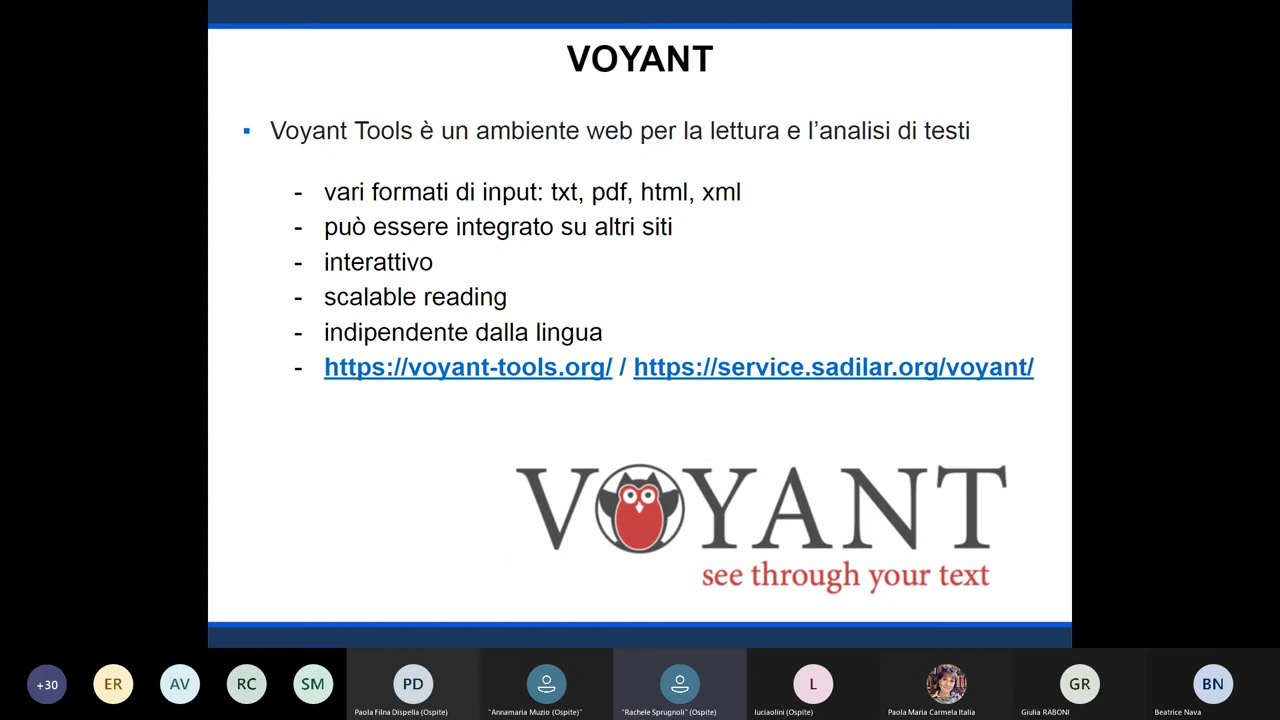 VOYANT
Voyant Tools è un ambiente web per la lettura e l'analisi di testi
- vari formati di input: txt, pdf, html, xml
- può essere integrato su altri siti
- interattivo
- scalable reading
- indipendente dalla lingua
- https://voyant-tools.org/ / https://service.sadilar.org/voyant/
VOYANT
see through your text
+30 ER AV RC SM PD L GR BN
Paola Filna Dispella (Ospite) "Annamaria Muzio (Ospite)" "Rachele Sprugnoli" (Ospite) luciaolini (Ospite) Paola Maria Carmela Italia Giulia RABONI Beatrice Nava